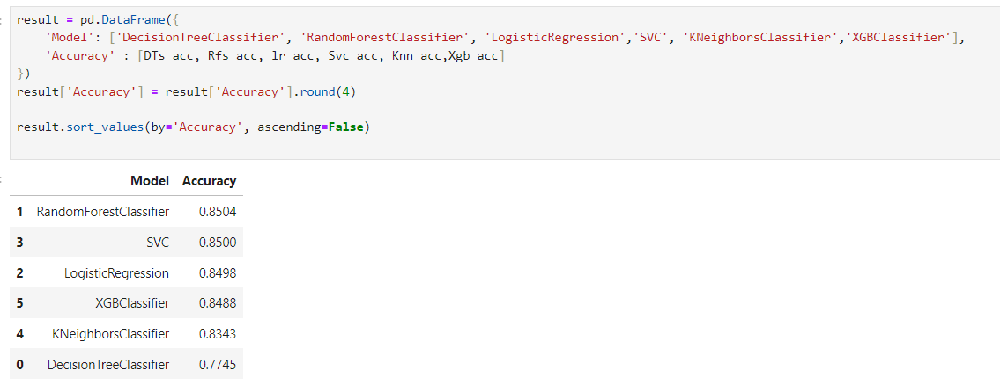 result = pd.DataFrame({
    'Model': ['DecisionTreeClassifier', 'RandomForestClassifier', 'LogisticRegression','SVC', 'KNeighborsClassifier','XGBClassifier'],
    'Accuracy' : [DTs_acc, Rfs_acc, lr_acc, Svc_acc, Knn_acc,Xgb_acc]
})
result['Accuracy'] = result['Accuracy'].round(4)
result.sort_values(by='Accuracy', ascending=False)
Model Accuracy
1 RandomForestClassifier 0.8504
3 SVC 0.8500
2 LogisticRegression 0.8498
5 XGBClassifier 0.8488
4 KNeighborsClassifier 0.8343
0 DecisionTreeClassifier 0.7745